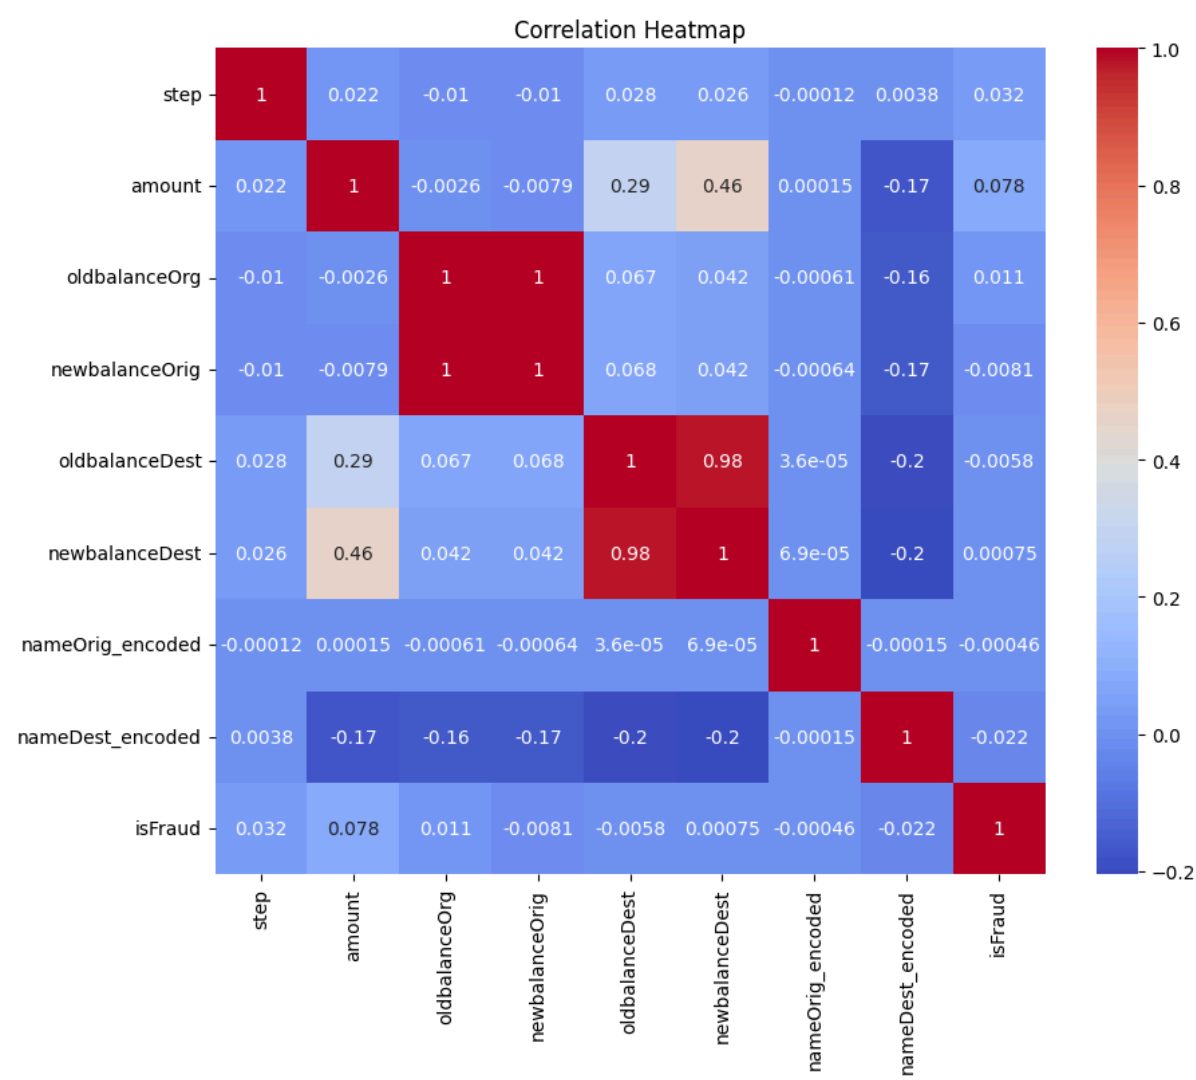 Correlation Heatmap
step 1 0.022 -0.01 -0.01 0.028 0.026 -0.00012 0.0038 0.032
amount 0.022 1 -0.0026 -0.0079 0.29 0.46 0.00015 -0.17 0.078
oldbalanceOrg -0.01 -0.0026 1 1 0.067 0.042 -0.00061 -0.16 0.011
newbalanceOrig -0.01 -0.0079 1 1 0.068 0.042 -0.00064 -0.17 -0.0081
oldbalanceDest 0.028 0.29 0.067 0.068 1 0.98 3.6e-05 -0.2 -0.0058
newbalanceDest 0.026 0.46 0.042 0.042 0.98 1 6.9e-05 -0.2 0.00075
nameOrig_encoded -0.00012 0.00015 -0.00061 -0.00064 3.6e-05 6.9e-05 1 -0.00015 -0.00046
nameDest_encoded 0.0038 -0.17 -0.16 -0.17 -0.2 -0.2 -0.00015 1 -0.022
isFraud 0.032 0.078 0.011 -0.0081 -0.0058 0.00075 -0.00046 -0.022 1
step
amount
oldbalanceOrg
newbalanceOrig
oldbalanceDest
newbalanceDest
nameOrig_encoded
nameDest_encoded
isFraud
1.0
0.8
0.6
0.4
0.2
0.0
−0.2